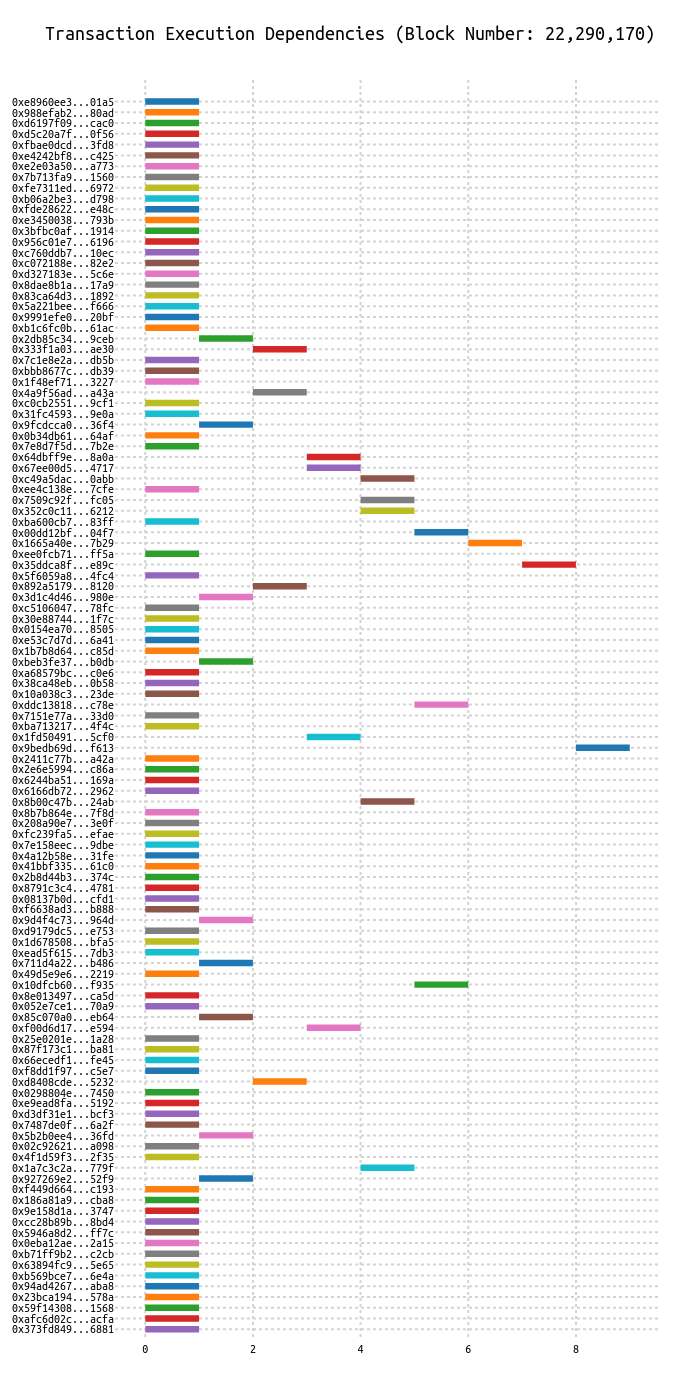 Transaction Execution Dependencies (Block Number: 22,290,170)
0xe8960ee3...01a5
0x988efab2...80ad
0xd6197f09...cac0
0xd5c20a7f...0f56
0xfbae0dcd...3fd8
0xe4242bf8...c425
0xe2e03a50...a773
0x7b713fa9...1560
0xfe7311ed...6972
0xb06a2be3...d798
0xfde28622...e48c
0xe3450038...793b
0x3bfbc0af...1914
0x956c01e7...6196
0xc760ddb7...10ec
0xc072188e...82e2
0xd327183e...5c6e
0x8dae8b1a...17a9
0x83ca64d3...1892
0x5a221bee...f666
0x9991efe0...20bf
0xb1c6fc0b...61ac
0x2db85c34...9ceb
0x333f1a03...ae30
0x7c1e8e2a...db5b
0xbbb8677c...db39
0x1f48ef71...3227
0x4a9f56ad...a43a
0xc0cb2551...9cf1
0x31fc4593...9e0a
0x9fcdcca0...36f4
0x0b34db61...64af
0x7e8d7f5d...7b2e
0x64dbff9e...8a0a
0x67ee00d5...4717
0xc49a5dac...0abb
0xee4c138e...7cfe
0x7509c92f...fc05
0x352c0c11...6212
0xba600cb7...83ff
0x00dd12bf...04f7
0x1665a40e...7b29
0xee0fcb71...ff5a
0x35ddca8f...e89c
0x5f6059a8...4fc4
0x892a5179...8120
0x3d1c4d46...980e
0xc5106047...78fc
0x30e88744...1f7c
0x0154ea70...8505
0xe53c7d7d...6a41
0x1b7b8d64...c85d
0xbeb3fe37...b0db
0xa68579bc...c0e6
0x38ca48eb...0b58
0x10a038c3...23de
0xddc13818...c78e
0x7151e77a...33d0
0xba713217...4f4c
0x1fd50491...5cf0
0x9bedb69d...f613
0x2411c77b...a42a
0x2e6e5994...c86a
0x6244ba51...169a
0x6166db72...2962
0x8b00c47b...24ab
0x8b7b864e...7f8d
0x208a90e7...3e0f
0xfc239fa5...efae
0x7e158eec...9dbe
0x4a12b58e...31fe
0x41bbf335...61c0
0x2b8d44b3...374c
0x8791c3c4...4781
0x08137b0d...cfd1
0xf6638ad3...b888
0x9d4f4c73...964d
0xd9179dc5...e753
0x1d678508...bfa5
0xead5f615...7db3
0x711d4a22...b486
0x49d5e9e6...2219
0x10dfcb60...f935
0x8e013497...ca5d
0x052e7ce1...70a9
0x85c070a0...eb64
0xf00d6d17...e594
0x25e0201e...1a28
0x87f173c1...ba81
0x66ecedf1...fe45
0xf8dd1f97...c5e7
0xd8408cde...5232
0x0298804e...7450
0xe9ead8fa...5192
0xd3df31e1...bcf3
0x7487de0f...6a2f
0x5b2b0ee4...36fd
0x02c92621...a098
0x4f1d59f3...2f35
0x1a7c3c2a...779f
0x927269e2...52f9
0xf449d664...c193
0x186a81a9...cba8
0x9e158d1a...3747
0xcc28b89b...8bd4
0x5946a8d2...ff7c
0x0eba12ae...2a15
0xb71ff9b2...c2cb
0x63894fc9...5e65
0xb569bce7...6e4a
0x94ad4267...aba8
0x23bca194...578a
0x59f14308...1568
0xafc6d02c...acfa
0x373fd849...6881
0 2 4 6 8